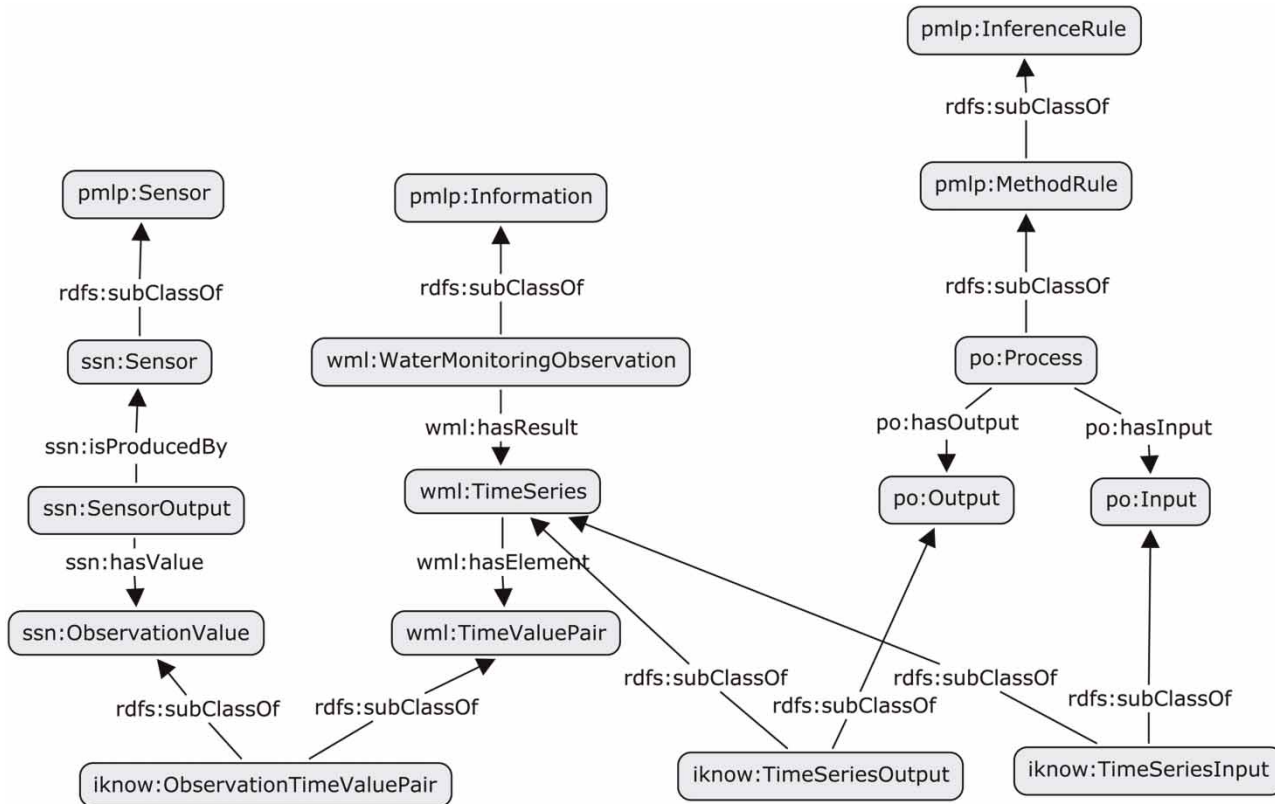 pmlp:InferenceRule
rdfs:subClassOf
pmlp:Sensor
pmlp:Information
pmlp:MethodRule
rdfs:subClassOf
rdfs:subClassOf
rdfs:subClassOf
ssn:Sensor
wml:WaterMonitoringObservation
po:Process
ssn:isProducedBy
wml:hasResult
po:hasOutput
po:hasInput
ssn:SensorOutput
wml:TimeSeries
po:Output
po:Input
ssn:hasValue
wml:hasElement
ssn:ObservationValue
wml:TimeValuePair
rdfs:subClassOf
rdfs:subClassOf
rdfs:subClassOf
rdfs:subClassOf
rdfs:subClassOf
rdfs:subClassOf
iknow:ObservationTimeValuePair
iknow:TimeSeriesOutput
iknow:TimeSeriesInput